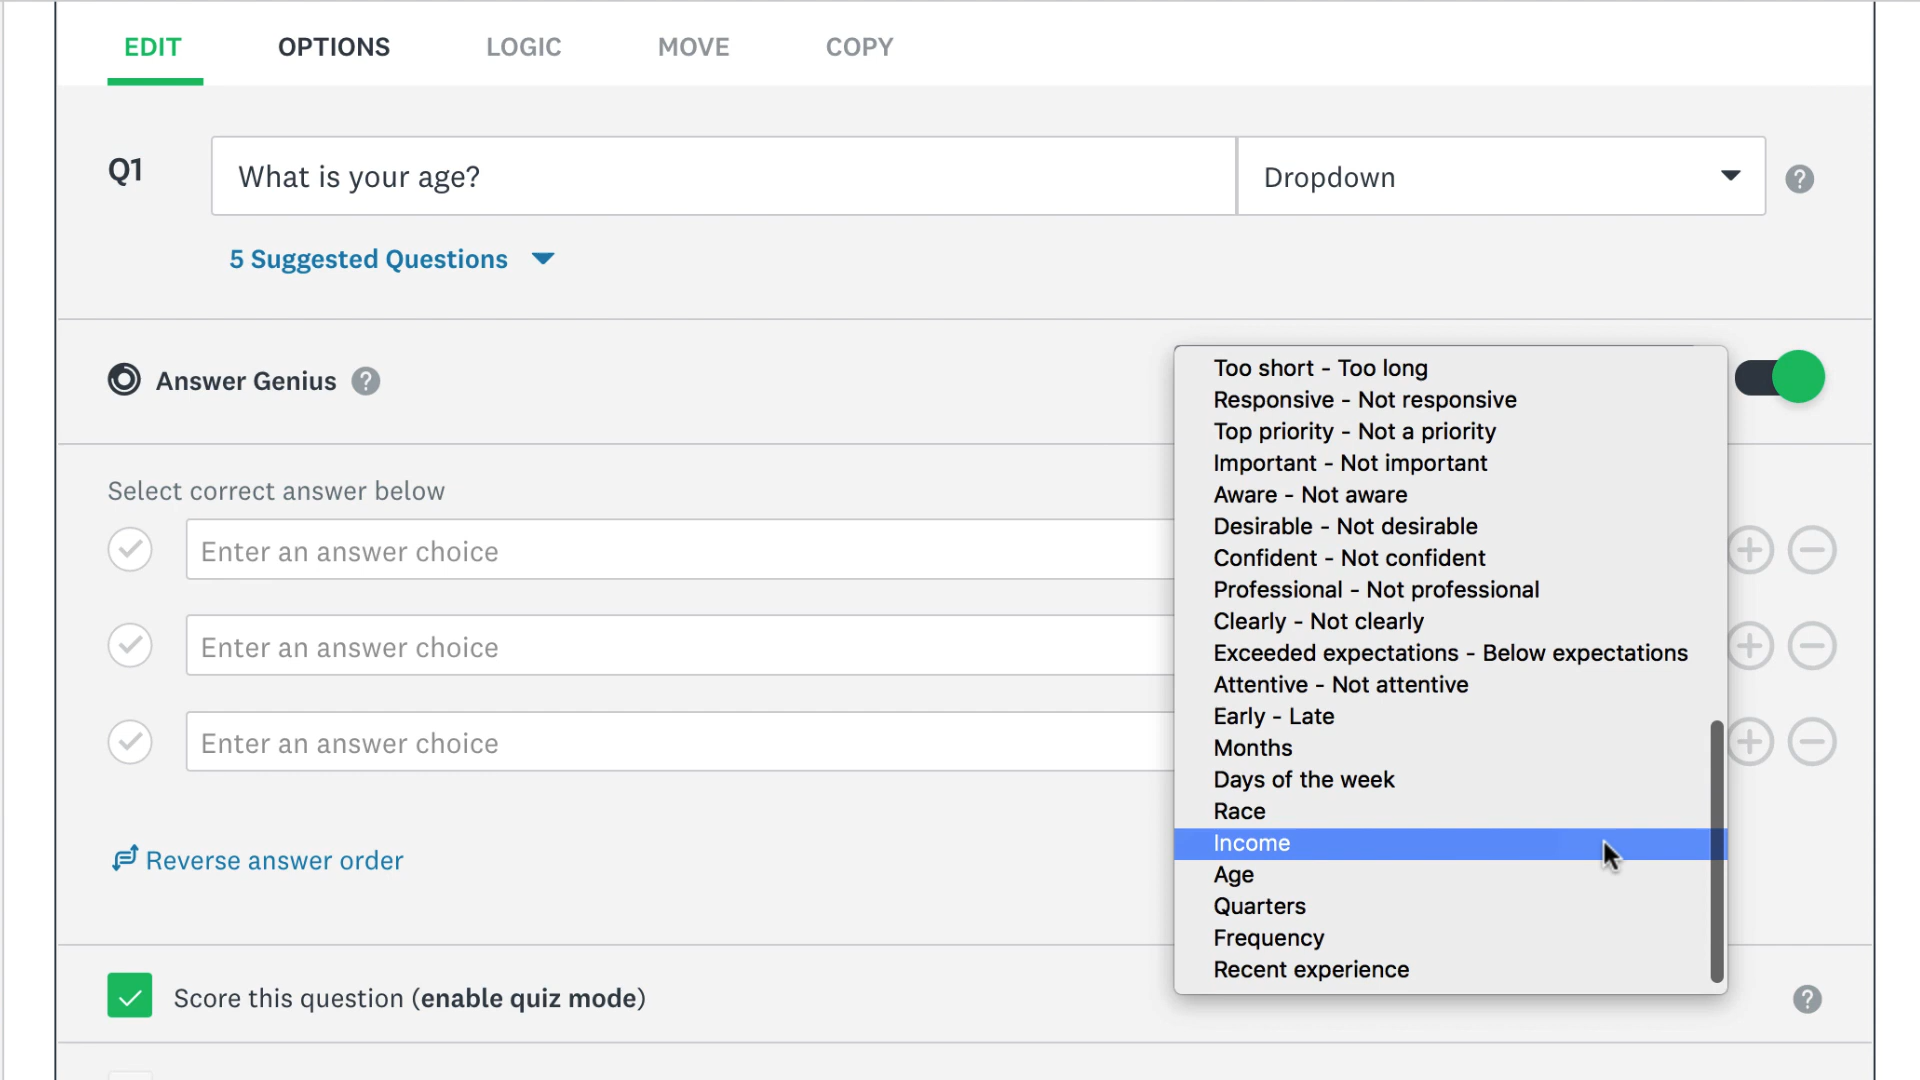 EDIT OPTIONS LOGIC MOVE COPY
Q1 What is your age? Dropdown ?
5 Suggested Questions
Answer Genius ?
Select correct answer below
Enter an answer choice
Enter an answer choice
Enter an answer choice
Reverse answer order
Too short - Too long
Responsive - Not responsive
Top priority - Not a priority
Important - Not important
Aware - Not aware
Desirable - Not desirable
Confident - Not confident
Professional - Not professional
Clearly - Not clearly
Exceeded expectations - Below expectations
Attentive - Not attentive
Early - Late
Months
Days of the week
Race
Income
Age
Quarters
Frequency
Recent experience
Score this question (enable quiz mode) ?